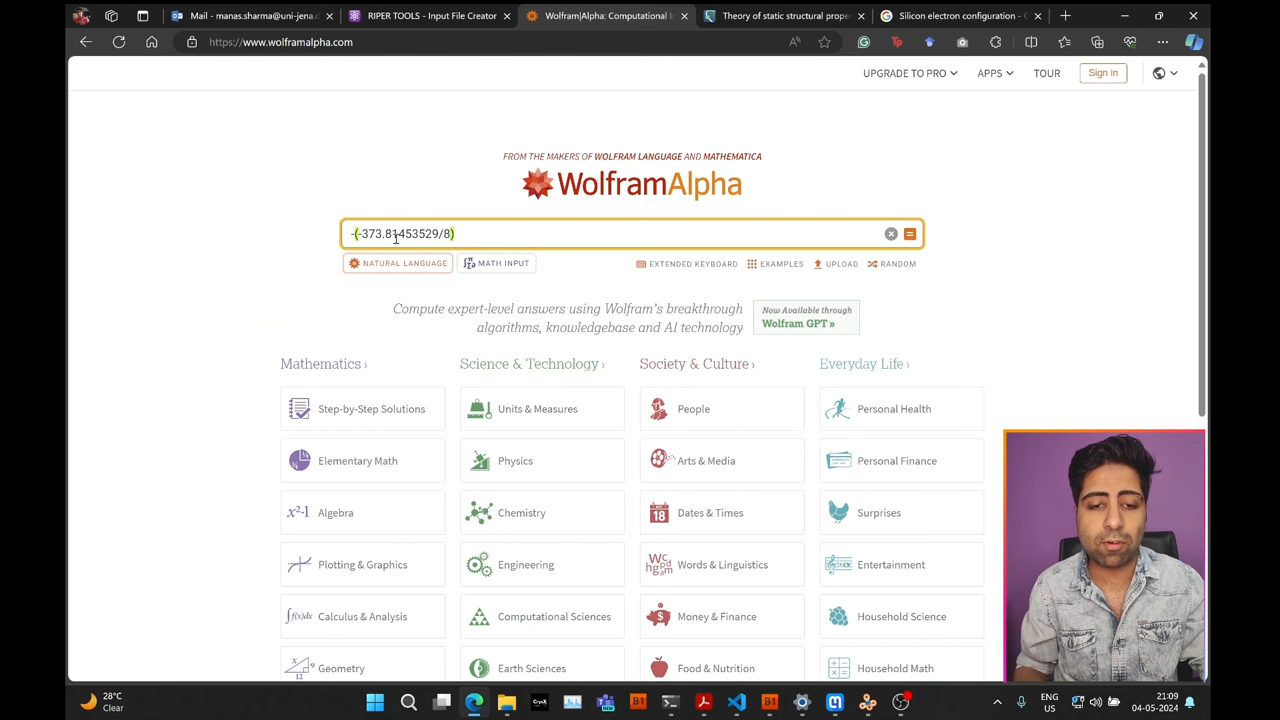 Mail - manas.sharma@uni-jena.d
RIPER TOOLS - Input File Creator
Wolfram|Alpha: Computational I
Theory of static structural prope
Silicon electron configuration -
https://www.wolframalpha.com
UPGRADE TO PRO
APPS
TOUR
Sign in
FROM THE MAKERS OF WOLFRAM LANGUAGE AND MATHEMATICA
WolframAlpha
-(-373.81453529/8)
NATURAL LANGUAGE
MATH INPUT
EXTENDED KEYBOARD
EXAMPLES
UPLOAD
RANDOM
Compute expert-level answers using Wolfram's breakthrough
algorithms, knowledgebase and AI technology
Now Available through
Wolfram GPT »
Mathematics ›
Science & Technology ›
Society & Culture ›
Everyday Life ›
Step-by-Step Solutions
Units & Measures
People
Personal Health
Elementary Math
Physics
Arts & Media
Personal Finance
x²-1 Algebra
Chemistry
Dates & Times
Surprises
Plotting & Graphics
Engineering
Words & Linguistics
Entertainment
∫f(x)dx Calculus & Analysis
Computational Sciences
Money & Finance
Household Science
Geometry
Earth Sciences
Food & Nutrition
Household Math
28°C
Clear
ENG
US
21:09
04-05-2024